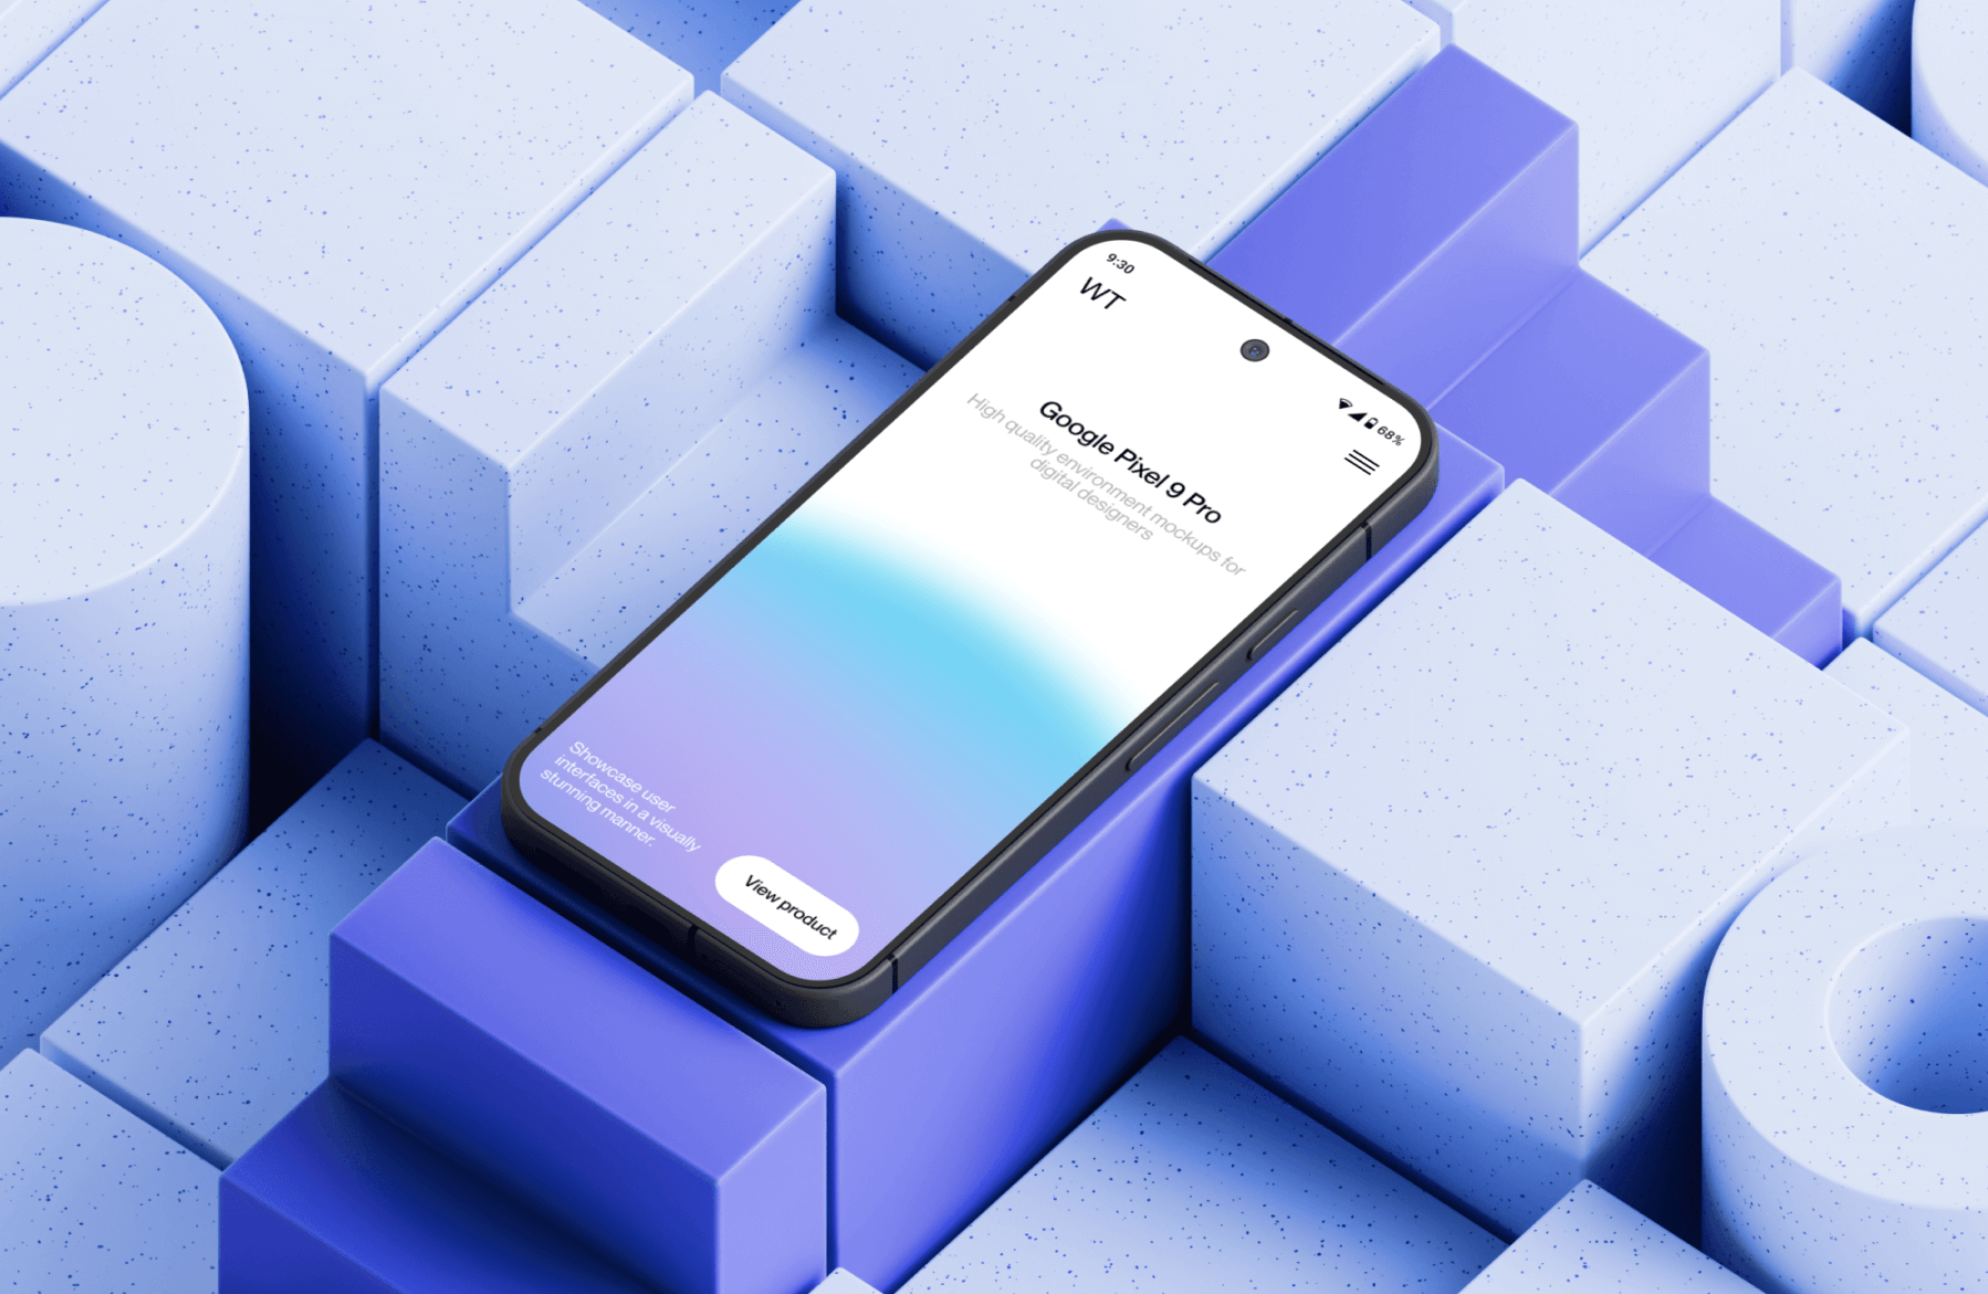 9:30
68%
WT
Google Pixel 9 Pro
High quality environment mockups for
digital designers
Showcase user
interfaces in a visually
stunning manner.
View product